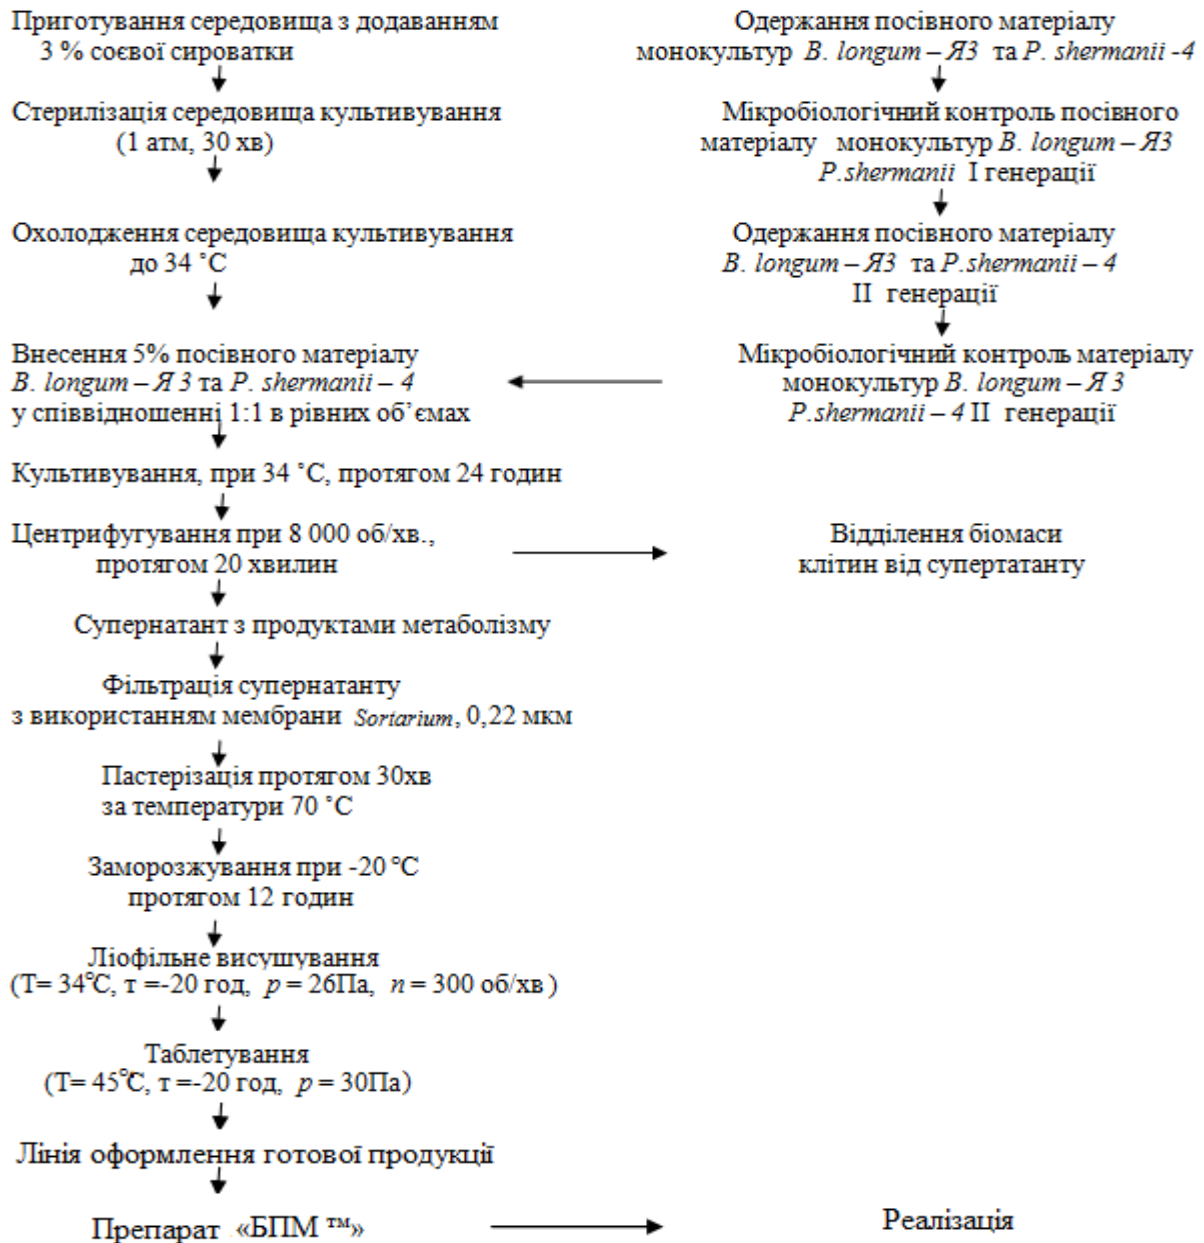 Приготування середовища з додаванням
3 % соєвої сироватки
Стерилізація середовища культивування
(1 атм, 30 хв)
Охолодження середовища культивування
до 34 ˚С
Внесення 5% посівного матеріалу
B. longum – Я 3 та P. shermanii – 4
у співвідношенні 1:1 в рівних об’ємах
Одержання посівного матеріалу
монокультур B. longum – Я3 та P. shermanii -4
Мікробіологічний контроль посівного
матеріалу монокультур B. longum – Я3
P.shermanii I генерації
Одержання посівного матеріалу
B. longum – Я3 та P.shermanii – 4
II генерації
Мікробіологічний контроль матеріалу
монокультур B. longum – Я 3
P.shermanii – 4 II генерації
Культивування, при 34 ˚С, протягом 24 годин
Центрифугування при 8 000 об/хв.,
протягом 20 хвилин
Відділення біомаси
клітин від супертатанту
Супернатант з продуктами метаболізму
Фільтрація супернатанту
з використанням мембрани Sortarium, 0,22 мкм
Пастерізація протягом 30хв
за температури 70 ˚С
Заморозжування при -20 °С
протягом 12 годин
Ліофільне висушування
(Т= 34°С, τ =-20 год, p = 26Па, n = 300 об/хв )
Таблетування
(Т= 45°С, τ =-20 год, p = 30Па)
Лінія оформлення готової продукції
Препарат «БПМ ™»
Реалізація